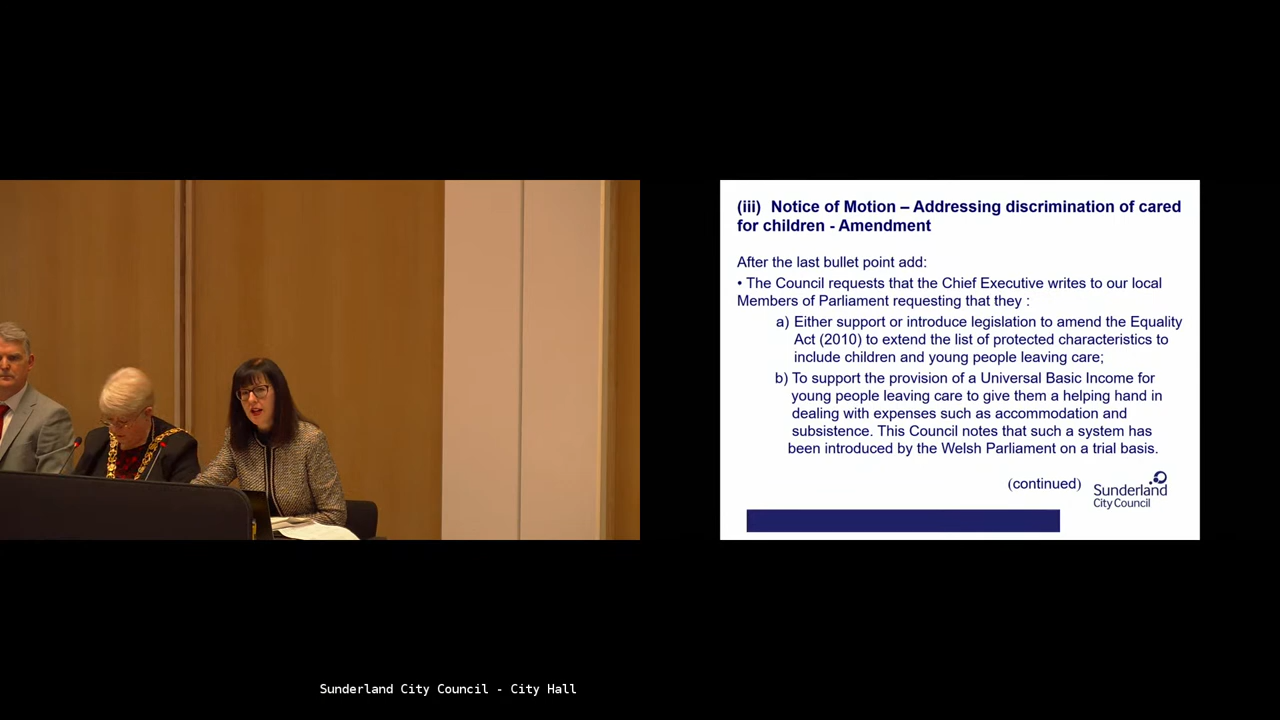 (iii) Notice of Motion – Addressing discrimination of cared
for children - Amendment
After the last bullet point add:
• The Council requests that the Chief Executive writes to our local
Members of Parliament requesting that they :
a) Either support or introduce legislation to amend the Equality
Act (2010) to extend the list of protected characteristics to
include children and young people leaving care;
b) To support the provision of a Universal Basic Income for
young people leaving care to give them a helping hand in
dealing with expenses such as accommodation and
subsistence. This Council notes that such a system has
been introduced by the Welsh Parliament on a trial basis.
(continued)
Sunderland
City Council
Sunderland City Council - City Hall